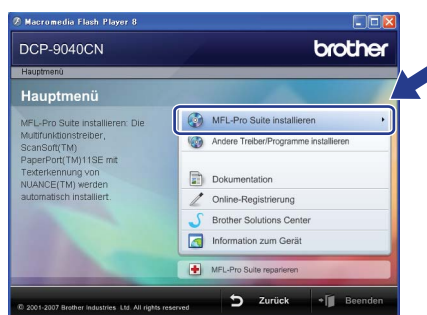 Macromedia Flash Player 8
DCP-9040CN
brother
Hauptmenü
Hauptmenü
MFL-Pro Suite installieren: Die
Multifunktionstreiber,
ScanSoft(TM)
PaperPort(TM)11SE mit
Texterkennung von
NUANCE(TM) werden
automatisch installiert.
MFL-Pro Suite installieren
Andere Treiber/Programme installieren
Dokumentation
Online-Registrierung
Brother Solutions Center
Information zum Gerät
MFL-Pro Suite reparieren
© 2001-2007 Brother Industries. Ltd. All rights reserved
Zurück
Beenden